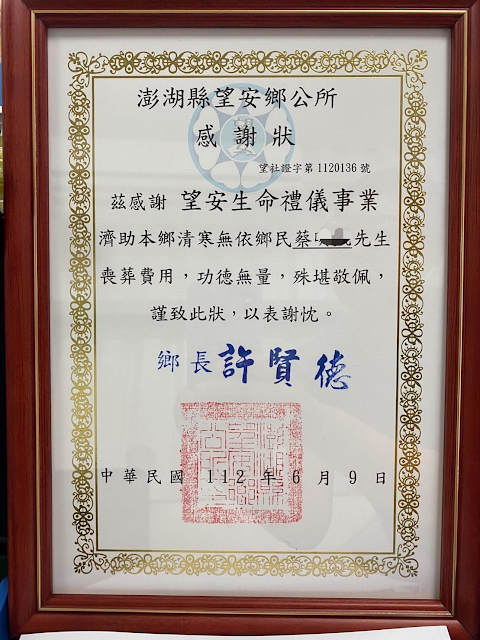 澎湖縣望安鄉公所
感謝狀
望社證字第1120136號
茲感謝 望安生命禮儀事業
濟助本鄉清寒無依鄉民蔡 先生
喪葬費用，功德無量，殊堪敬佩，
謹致此狀，以表謝忱。
鄉長許賢德
中華民國 112 年 6 月 9 日